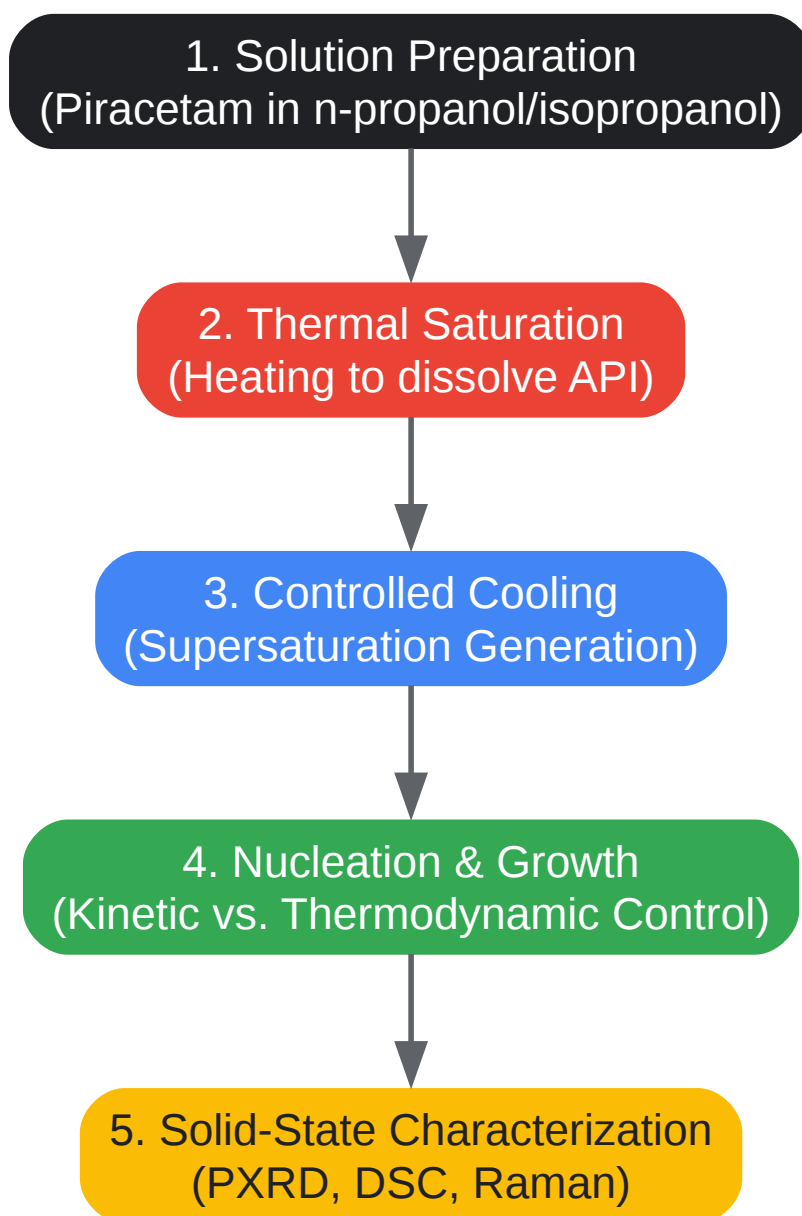 1. Solution Preparation
(Piracetam in n-propanol/isopropanol)
2. Thermal Saturation
(Heating to dissolve API)
3. Controlled Cooling
(Supersaturation Generation)
4. Nucleation & Growth
(Kinetic vs. Thermodynamic Control)
5. Solid-State Characterization
(PXRD, DSC, Raman)